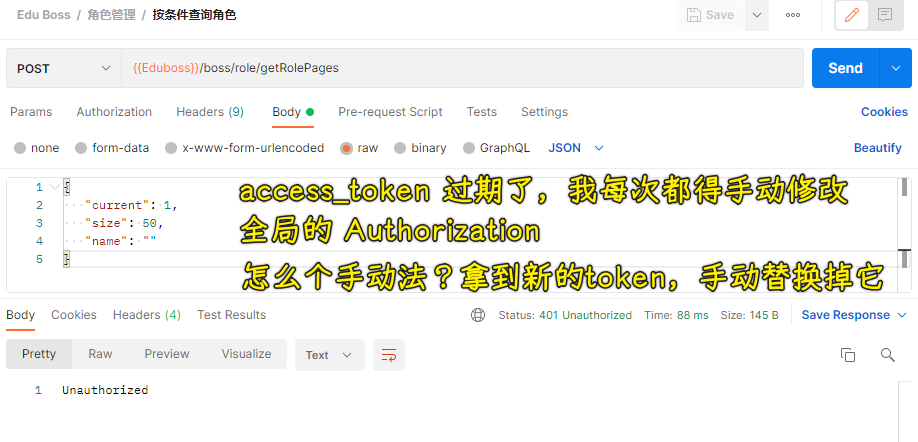 Edu Boss / 角色管理 / 按条件查询角色
Save
POST
{{Eduboss}}/boss/role/getRolePages
Send
Params Authorization Headers (9) Body Pre-request Script Tests Settings Cookies
none form-data x-www-form-urlencoded raw binary GraphQL JSON Beautify
1 {
2 "current": 1,
3 "size": 50,
4 "name": ""
5 }
access_token 过期了，我每次都得手动修改
全局的 Authorization
怎么个手动法？拿到新的token，手动替换掉它
Body Cookies Headers (4) Test Results Status: 401 Unauthorized Time: 88 ms Size: 145 B Save Response
Pretty Raw Preview Visualize Text
1 Unauthorized